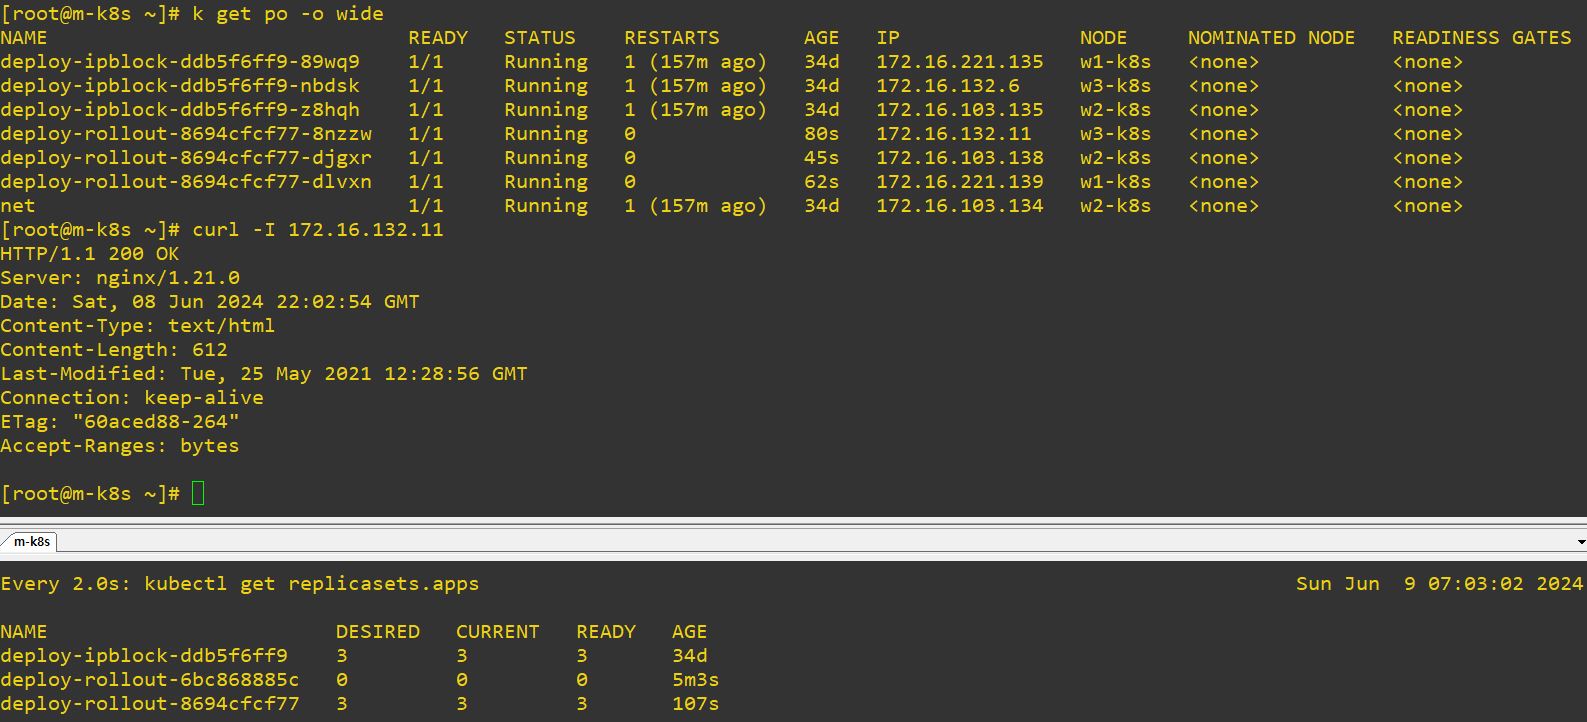 [root@m-k8s ~]# k get po -o wide
NAME                              READY   STATUS    RESTARTS       AGE   IP               NODE     NOMINATED NODE   READINESS GATES
deploy-ipblock-ddb5f6ff9-89wq9    1/1     Running   1 (157m ago)   34d   172.16.221.135   w1-k8s   <none>           <none>
deploy-ipblock-ddb5f6ff9-nbdsk    1/1     Running   1 (157m ago)   34d   172.16.132.6     w3-k8s   <none>           <none>
deploy-ipblock-ddb5f6ff9-z8hqh    1/1     Running   1 (157m ago)   34d   172.16.103.135   w2-k8s   <none>           <none>
deploy-rollout-8694cfcf77-8nzzw   1/1     Running   0              80s   172.16.132.11    w3-k8s   <none>           <none>
deploy-rollout-8694cfcf77-djgxr   1/1     Running   0              45s   172.16.103.138   w2-k8s   <none>           <none>
deploy-rollout-8694cfcf77-dlvxn   1/1     Running   0              62s   172.16.221.139   w1-k8s   <none>           <none>
net                               1/1     Running   1 (157m ago)   34d   172.16.103.134   w2-k8s   <none>           <none>
[root@m-k8s ~]# curl -I 172.16.132.11
HTTP/1.1 200 OK
Server: nginx/1.21.0
Date: Sat, 08 Jun 2024 22:02:54 GMT
Content-Type: text/html
Content-Length: 612
Last-Modified: Tue, 25 May 2021 12:28:56 GMT
Connection: keep-alive
ETag: "60aced88-264"
Accept-Ranges: bytes
[root@m-k8s ~]#
m-k8s
Every 2.0s: kubectl get replicasets.apps                                                                    Sun Jun  9 07:03:02 2024
NAME                        DESIRED   CURRENT   READY   AGE
deploy-ipblock-ddb5f6ff9    3         3         3       34d
deploy-rollout-6bc868885c   0         0         0       5m3s
deploy-rollout-8694cfcf77   3         3         3       107s